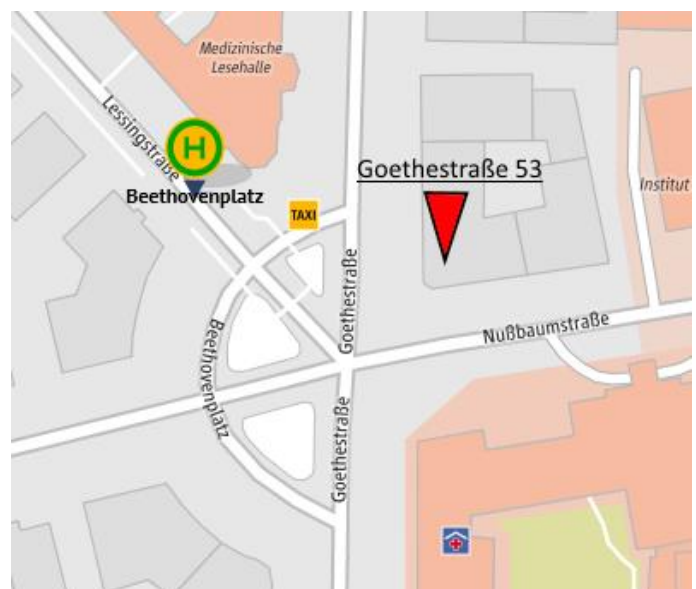 Medizinische
Lesehalle
Lessingstraße
H
Beethovenplatz
Goethestraße 53
Institut
TAXI
Goethestraße
Nußbaumstraße
Beethovenplatz
Goethestraße